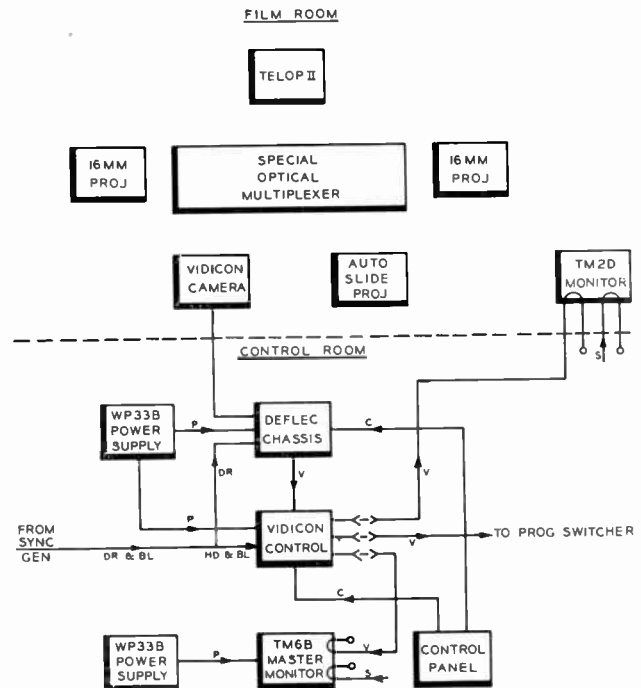 FILM ROOM
TELOP II
16MM
PROJ
SPECIAL
OPTICAL
MULTIPLEXER
16MM
PROJ
VIDICON
CAMERA
AUTO
SLIDE
PROJ
TM2D
MONITOR
S
CONTROL ROOM
WP33B
POWER
SUPPLY
P
DEFLEC
CHASSIS
C
DR
V
V
P
VIDICON
CONTROL
FROM
SYNC
GEN
DR & BL
HD & BL
V
TO PROG SWITCHER
C
WP33B
POWER
SUPPLY
P
TM6B
MASTER
MONITOR
V
S
CONTROL
PANEL